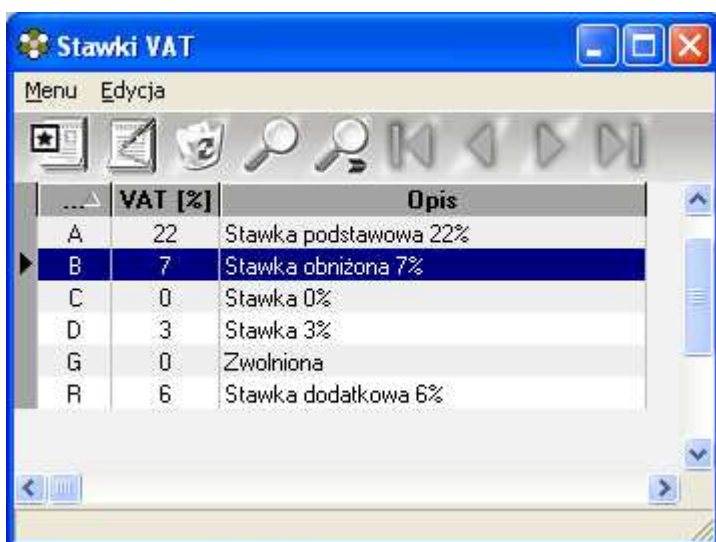 Stawki VAT
Menu Edycja
... VAT [%] Opis
A 22 Stawka podstawowa 22%
B 7 Stawka obniżona 7%
C 0 Stawka 0%
D 3 Stawka 3%
G 0 Zwolniona
R 6 Stawka dodatkowa 6%